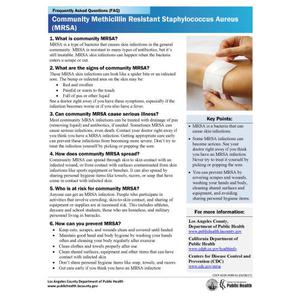 Frequently Asked Questions (FAQ)
Community Methicillin Resistant Staphylococcus Aureus
(MRSA)
1. What is community MRSA?
MRSA is a type of bacteria that causes skin infections in the general
community. MRSA is resistant to many types of antibiotics, but it's
still treatable. MRSA skin infections can happen when the bacteria
enters a scrape or cut.
2. What are the signs of community MRSA?
These MRSA skin infections can look like a spider bite or an infected
sore. The bump or infected area on the skin may be:
• Red and swollen
• Painful or warm to the touch
• Full of pus or other liquid
See a doctor right away if you have these symptoms, especially if the
infection becomes worse or if you also have a fever.
3. Can community MRSA cause serious illness?
Most community MRSA infections can be treated with drainage of pus
(removing liquid) and antibiotics, if needed. Sometimes MRSA can
cause serious infections, even death. Contact your doctor right away if
you think you have a MRSA infection. Getting appropriate care early
can prevent these infections from becoming more severe. Don't try to
treat the infection yourself by picking or popping the sore.
4. How does community MRSA spread?
Community MRSA can spread through skin-to-skin contact with an
infected wound, or from contact with surfaces contaminated from skin
infections like sports equipment or benches. It can also spread by
sharing personal hygiene items like towels, razors, or soap that have
come in contact with infected skin.
5. Who is at risk for community MRSA?
Anyone can get an MRSA infection. People who participate in
activities that involve crowding, skin-to-skin contact, and sharing of
equipment or supplies are at increased risk. This includes athletes,
daycare and school students, those who are homeless, and military
personnel living in barracks.
6. How can you prevent MRSA?
• Keep cuts, scrapes, and wounds clean and covered until healed
• Maintain good hand and body hygiene by washing your hands
often and cleaning your body regularly after exercise
• Clean clothes and towels properly after use
• Clean shared surfaces, equipment and other items that can have
contact with infected skin
• Don't share personal hygiene items like soap, towels, and razors
• Get care early if you think you have an infection
Key Points:
• MRSA is a bacteria that can
cause skin infections.
• Some MRSA infections can
become serious. See your
doctor right away if you think
you have an MRSA infection.
Never try to treat it yourself by
picking or popping the sore.
• You can prevent MRSA by
covering scrapes and wounds,
washing your hands and body,
cleaning shared surfaces and
equipment, and avoiding
sharing personal hygiene items.
For more information:
Los Angeles County,
Department of Public Health
www.publichealth.lacounty.gov
California Department of
Public Health
www.cdph.ca.gov
Centers for Disease Control and
Prevention (CDC)
www.cdc.gov/mrsa
Los Angeles County Department of Public Health
www.publichealth.lacounty.gov
Public Health